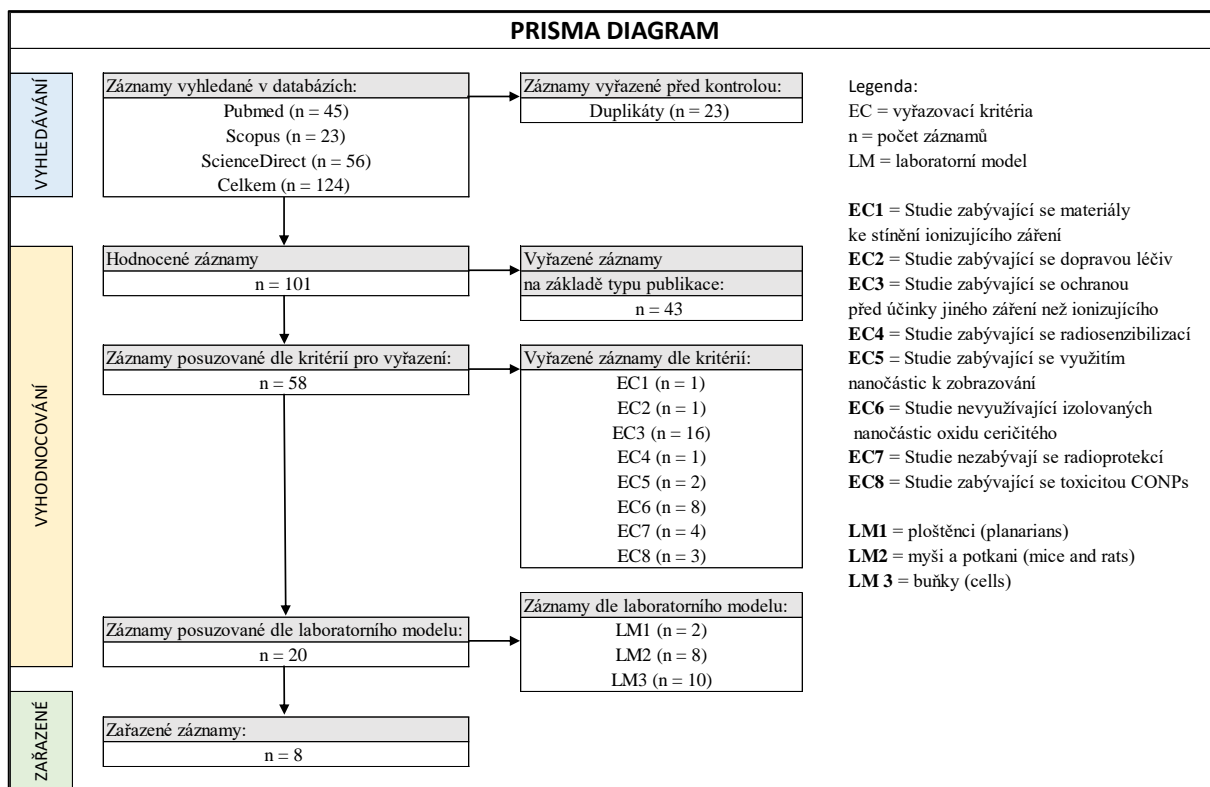 PRISMA DIAGRAM
VYHLEDÁVÁNÍ
Záznamy vyhledané v databázích:
Pubmed (n = 45)
Scopus (n = 23)
ScienceDirect (n = 56)
Celkem (n = 124)
Záznamy vyřazené před kontrolou:
Duplikáty (n = 23)
VYHODNOCOVÁNÍ
Hodnocené záznamy
n = 101
Vyřazené záznamy
na základě typu publikace:
n = 43
Záznamy posuzované dle kritérií pro vyřazení:
n = 58
Vyřazené záznamy dle kritérií:
EC1 (n = 1)
EC2 (n = 1)
EC3 (n = 16)
EC4 (n = 1)
EC5 (n = 2)
EC6 (n = 8)
EC7 (n = 4)
EC8 (n = 3)
Záznamy posuzované dle laboratorního modelu:
n = 20
Záznamy dle laboratorního modelu:
LM1 (n = 2)
LM2 (n = 8)
LM3 (n = 10)
ZAŘAZENÉ
Zařazené záznamy:
n = 8
Legenda:
EC = vyřazovací kritéria
n = počet záznamů
LM = laboratorní model
EC1 = Studie zabývající se materiály
ke stínění ionizujícího záření
EC2 = Studie zabývající se dopravou léčiv
EC3 = Studie zabývající se ochranou
před účinky jiného záření než ionizujícího
EC4 = Studie zabývající se radiosenzibilizací
EC5 = Studie zabývající se využitím
nanočástic k zobrazování
EC6 = Studie nevyužívající izolovaných
nanočástic oxidu ceričitého
EC7 = Studie nezabývají se radioprotekcí
EC8 = Studie zabývající se toxicitou CONPs
LM1 = ploštěnci (planarians)
LM2 = myši a potkani (mice and rats)
LM 3 = buňky (cells)